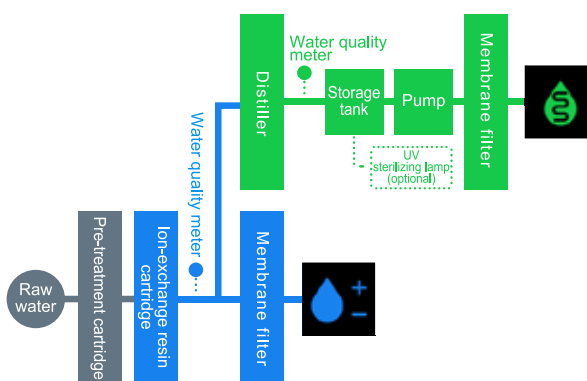 Water quality
meter
Distiller
Storage
tank
Pump
Membrane filter
UV
sterilizing lamp
(optional)
Water quality meter
Raw
water
Pre-treatment cartridge
Ion-exchange resin
cartridge
Membrane filter